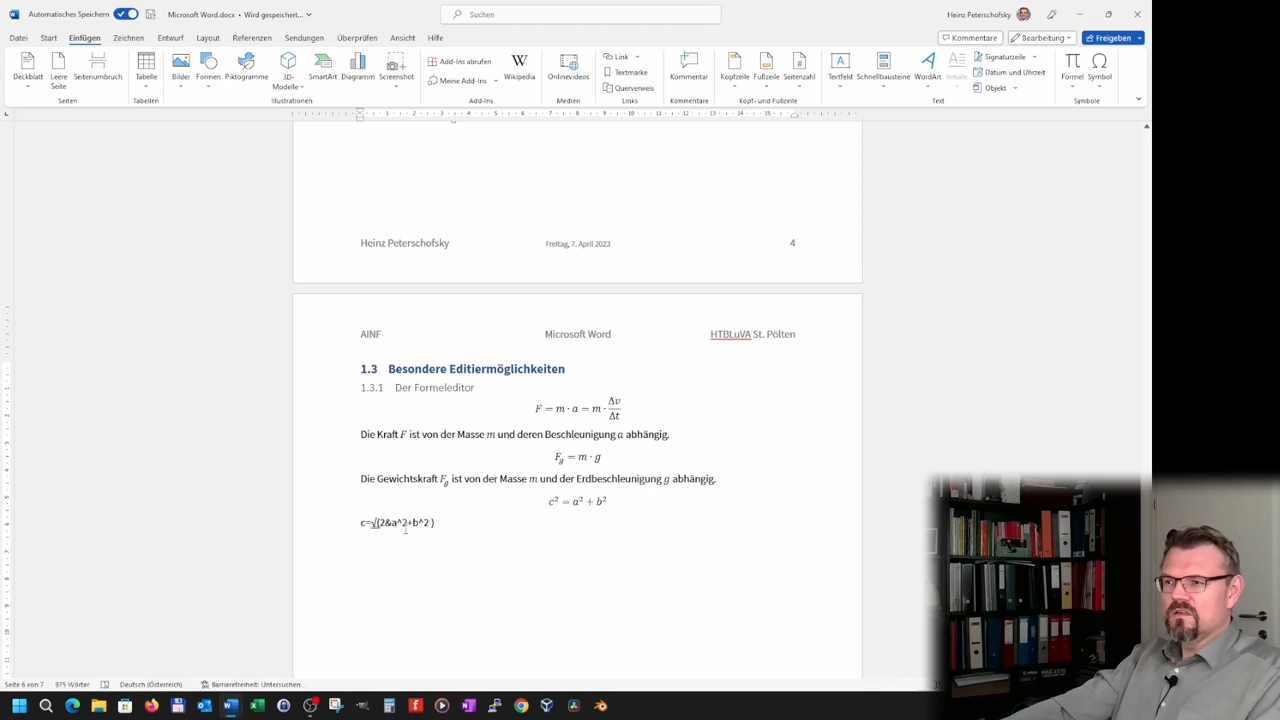 Automatisches Speichern
Microsoft Word.docx • Wird gespeichert...
Suchen
Heinz Peterschofsky
Datei Start Einfügen Zeichnen Entwurf Layout Referenzen Sendungen Überprüfen Ansicht Hilfe
Kommentare Bearbeitung Freigeben
Deckblatt Leere Seite Seitenumbruch
Seiten
Tabelle
Tabellen
Bilder Formen Piktogramme 3D-Modelle SmartArt Diagramm Screenshot
Illustrationen
Add-Ins abrufen
Meine Add-Ins
Wikipedia
Add-Ins
Onlinevideos
Medien
Link
Textmarke
Querverweis
Links
Kommentar
Kommentare
Kopfzeile Fußzeile Seitenzahl
Kopf- und Fußzeile
Textfeld Schnellbausteine WordArt Initiale
Signaturzeile
Datum und Uhrzeit
Objekt
Text
Formel Symbol
Symbole
Heinz Peterschofsky Freitag, 7. April 2023 4
AINF Microsoft Word HTBLuVA St. Pölten
1.3 Besondere Editiermöglichkeiten
1.3.1 Der Formeleditor
F = m · a = m · Δv/Δt
Die Kraft F ist von der Masse m und deren Beschleunigung a abhängig.
F_g = m · g
Die Gewichtskraft F_g ist von der Masse m und der Erdbeschleunigung g abhängig.
c² = a² + b²
c=√(2&a^2+b^2 )
Seite 6 von 7 975 Wörter Deutsch (Österreich) Barrierefreiheit: Untersuchen